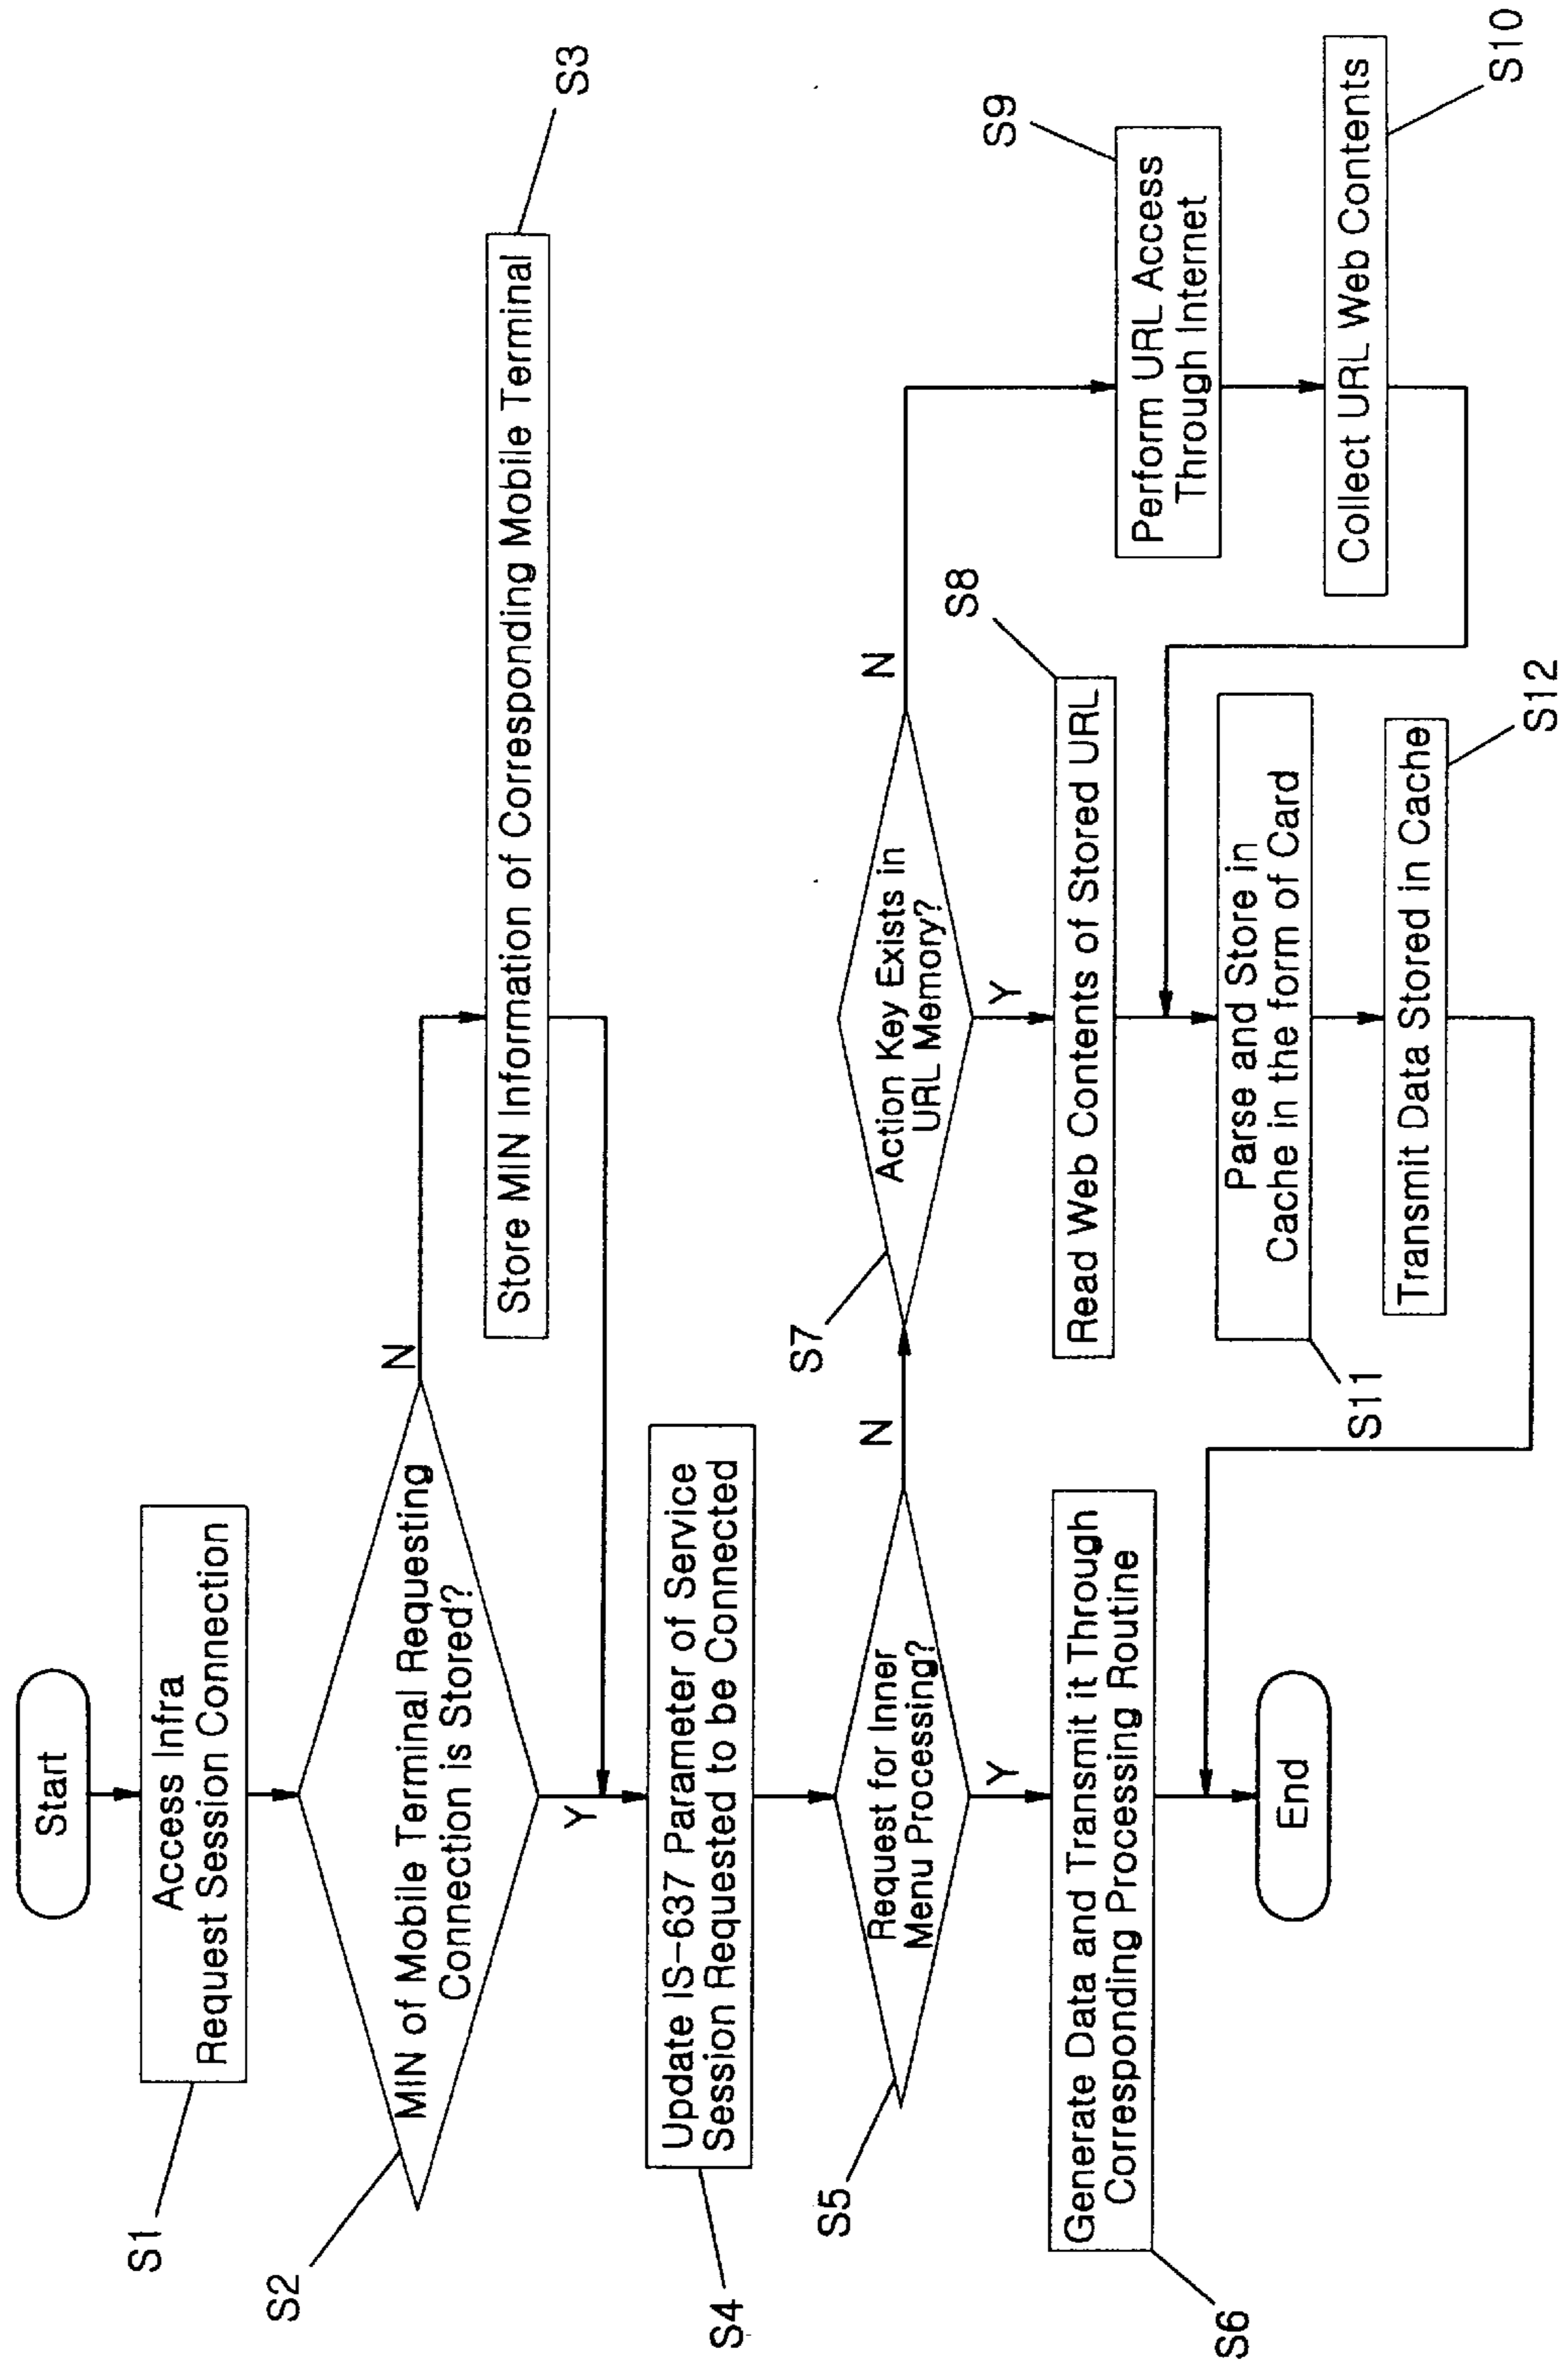 Start
S1
Access Infra
Request Session Connection
S2
MIN of Mobile Terminal Requesting
Connection is Stored?
N
Y
S3
Store MIN Information of Corresponding Mobile Terminal
S4
Update IS-637 Parameter of Service
Session Requested to be Connected
S5
Request for Inner
Menu Processing?
N
Y
S6
Generate Data and Transmit it Through
Corresponding Processing Routine
End
S7
Action Key Exists in
URL Memory?
N
Y
S8
Read Web Contents of Stored URL
S9
Perform URL Access
Through Internet
S10
Collect URL Web Contents
S11
Parse and Store in
Cache in the form of Card
S12
Transmit Data Stored in Cache